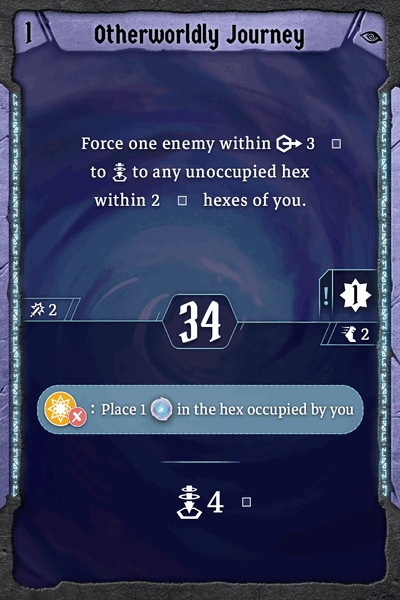 1 Otherworldly Journey
Force one enemy within 3
to to any unoccupied hex
within 2 hexes of you.
! 1
2 34 2
: Place 1 in the hex occupied by you
4